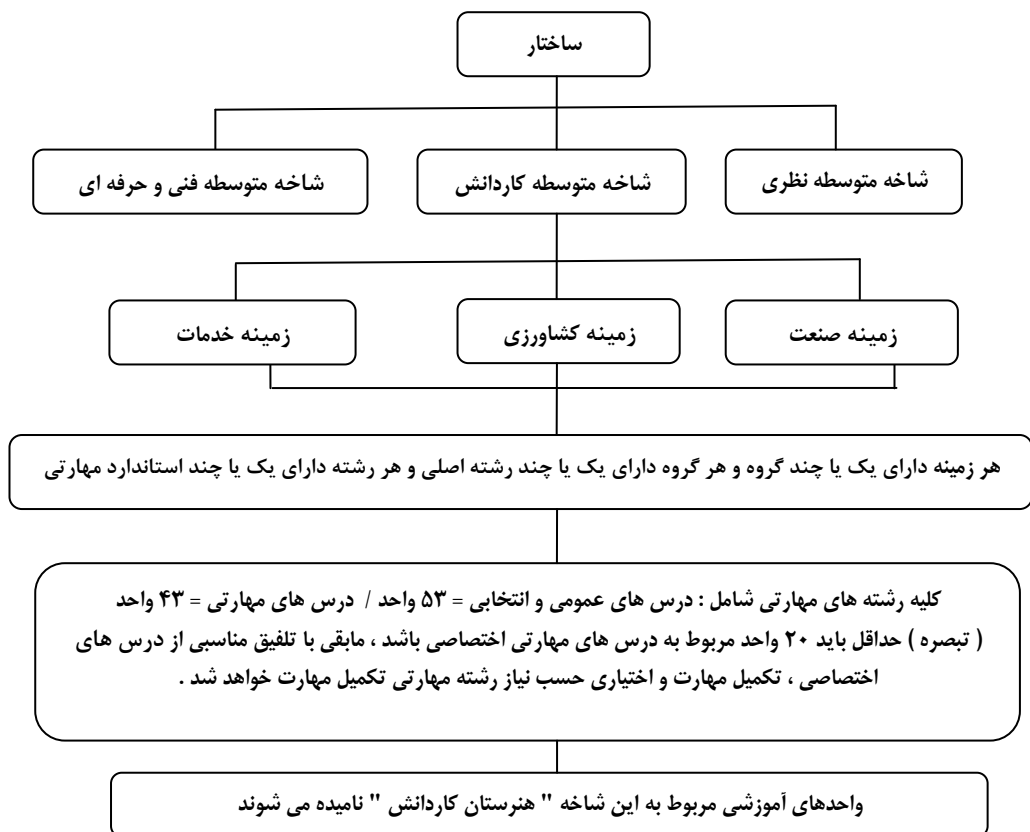 ساختار
شاخه متوسطه نظری
شاخه متوسطه کاردانش
شاخه متوسطه فنی و حرفه ای
زمینه صنعت
زمینه کشاورزی
زمینه خدمات
هر زمینه دارای یک یا چند گروه و هر گروه دارای یک یا چند رشته اصلی و هر رشته دارای یک یا چند استاندارد مهارتی
کلیه رشته های مهارتی شامل : درس های عمومی و انتخابی = ۵۳ واحد / درس های مهارتی = ۴۳ واحد
( تبصره ) حداقل باید ۲۰ واحد مربوط به درس های مهارتی اختصاصی باشد ، مابقی با تلفیق مناسبی از درس های
اختصاصی ، تکمیل مهارت و اختیاری حسب نیاز رشته مهارتی تکمیل مهارت خواهد شد .
واحدهای آموزشی مربوط به این شاخه " هنرستان کاردانش " نامیده می شوند